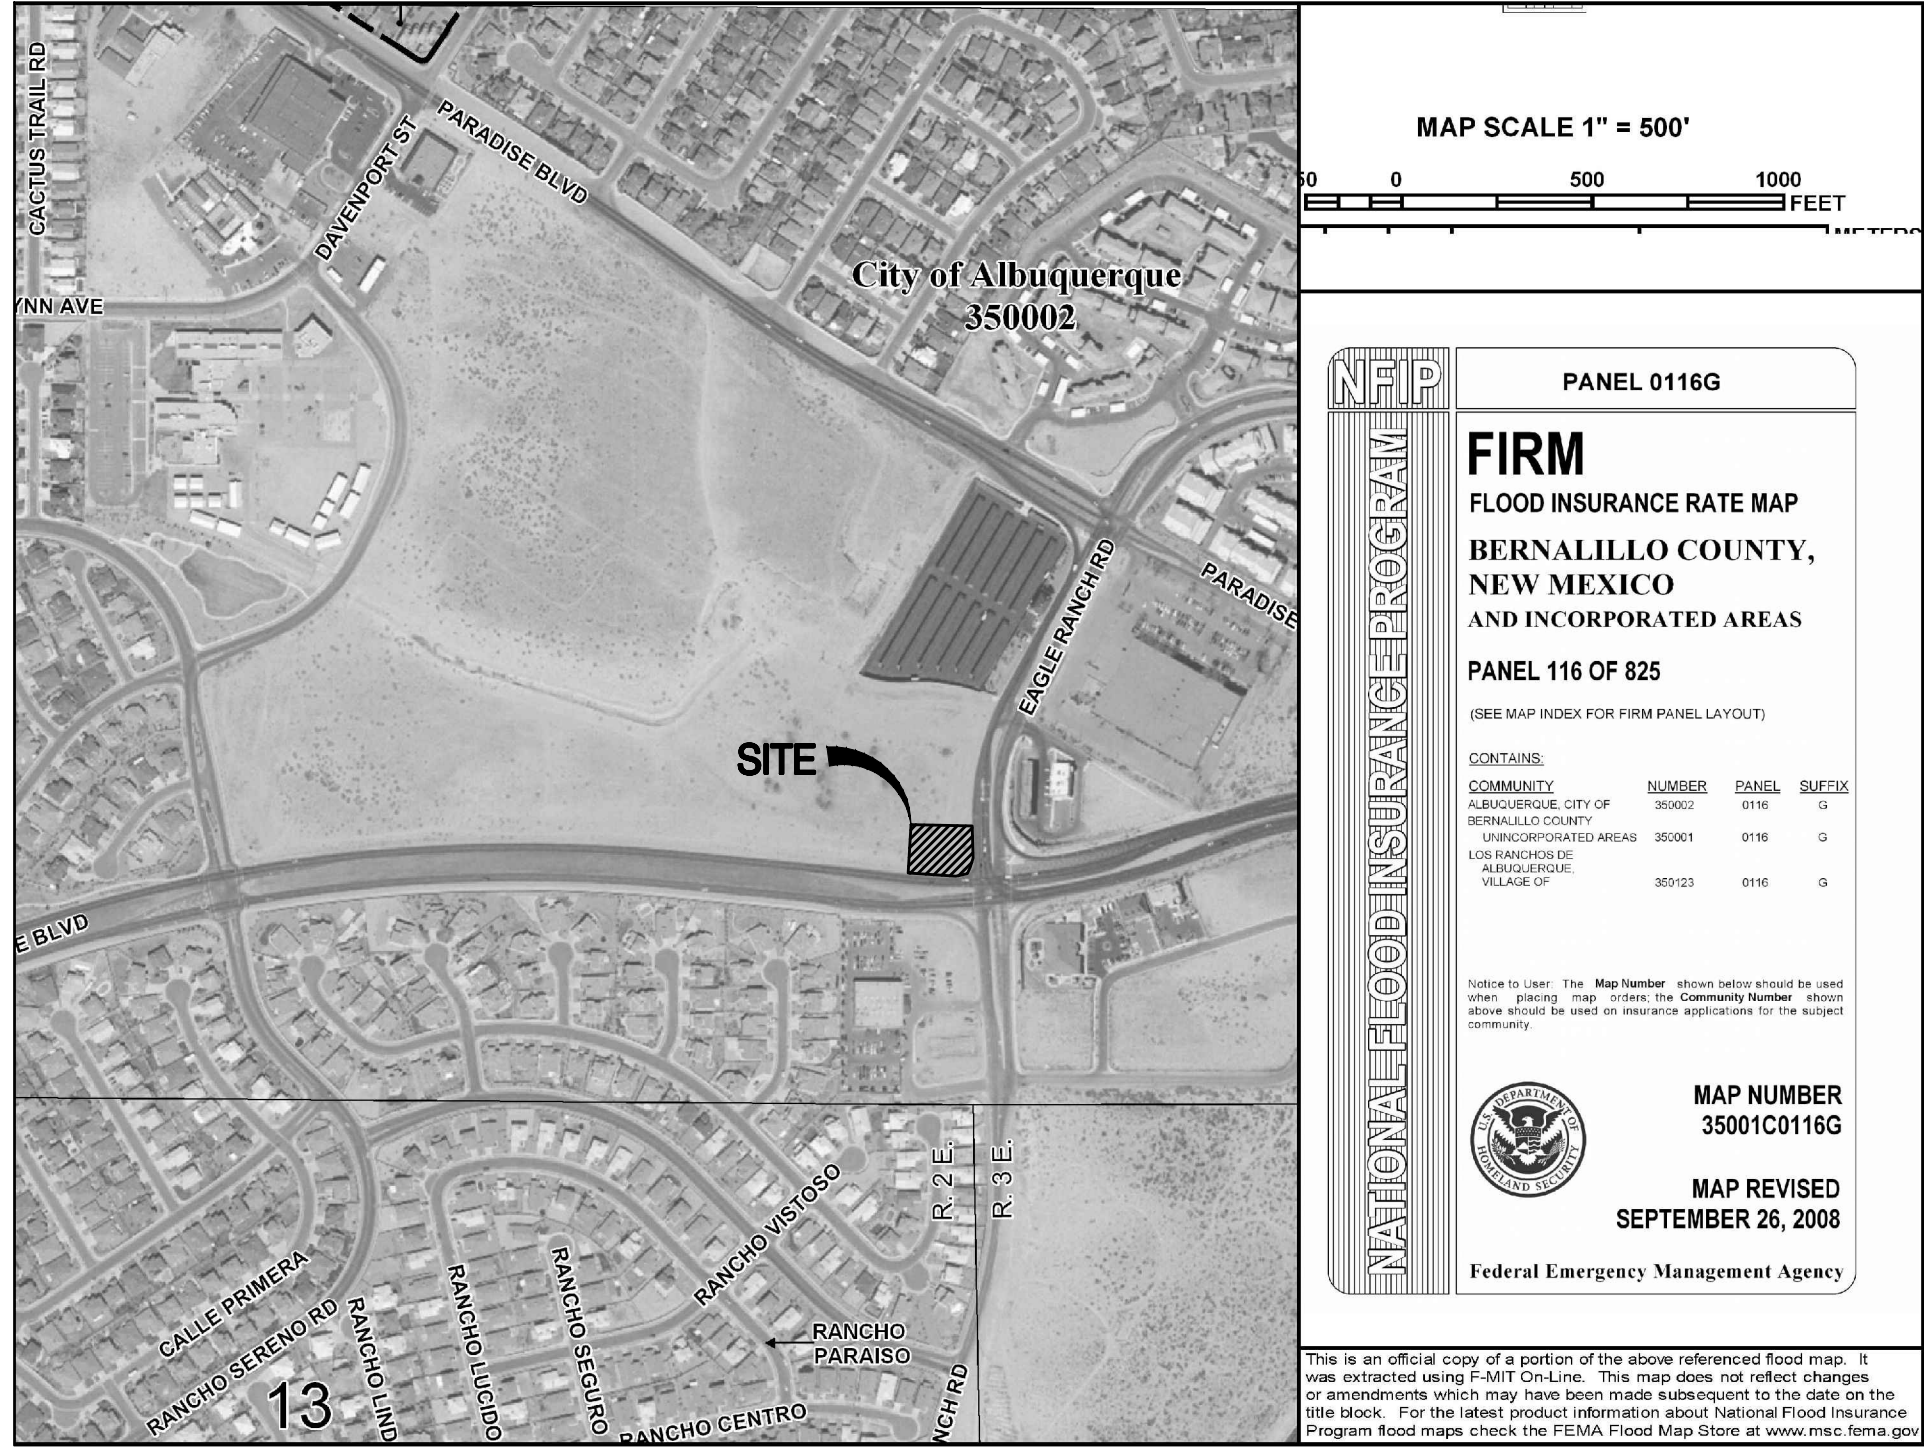 CACTUS TRAIL RD
PARADISE BLVD
DAVENPORT ST
YNN AVE
City of Albuquerque
350002
EAGLE RANCH RD
PARADISE
SITE
E BLVD
R. 2 E.
R. 3 E.
RANCHO VISTOSO
CALLE PRIMERA
RANCHO SERENO RD
RANCHO LIND
RANCHO LUCIDO
RANCHO SEGURO
RANCHO
PARAISO
RANCHO CENTRO
NCH RD
13
MAP SCALE 1" = 500'
50 0 500 1000
FEET
METERS
NFIP
NATIONAL FLOOD INSURANCE PROGRAM
PANEL 0116G
FIRM
FLOOD INSURANCE RATE MAP
BERNALILLO COUNTY,
NEW MEXICO
AND INCORPORATED AREAS
PANEL 116 OF 825
(SEE MAP INDEX FOR FIRM PANEL LAYOUT)
CONTAINS:
COMMUNITY NUMBER PANEL SUFFIX
ALBUQUERQUE, CITY OF 350002 0116 G
BERNALILLO COUNTY
UNINCORPORATED AREAS 350001 0116 G
LOS RANCHOS DE
ALBUQUERQUE,
VILLAGE OF 350123 0116 G
Notice to User: The Map Number shown below should be used
when placing map orders; the Community Number shown
above should be used on insurance applications for the subject
community.
U.S. DEPARTMENT OF
HOMELAND SECURITY
MAP NUMBER
35001C0116G
MAP REVISED
SEPTEMBER 26, 2008
Federal Emergency Management Agency
This is an official copy of a portion of the above referenced flood map. It
was extracted using F-MIT On-Line. This map does not reflect changes
or amendments which may have been made subsequent to the date on the
title block. For the latest product information about National Flood Insurance
Program flood maps check the FEMA Flood Map Store at www.msc.fema.gov